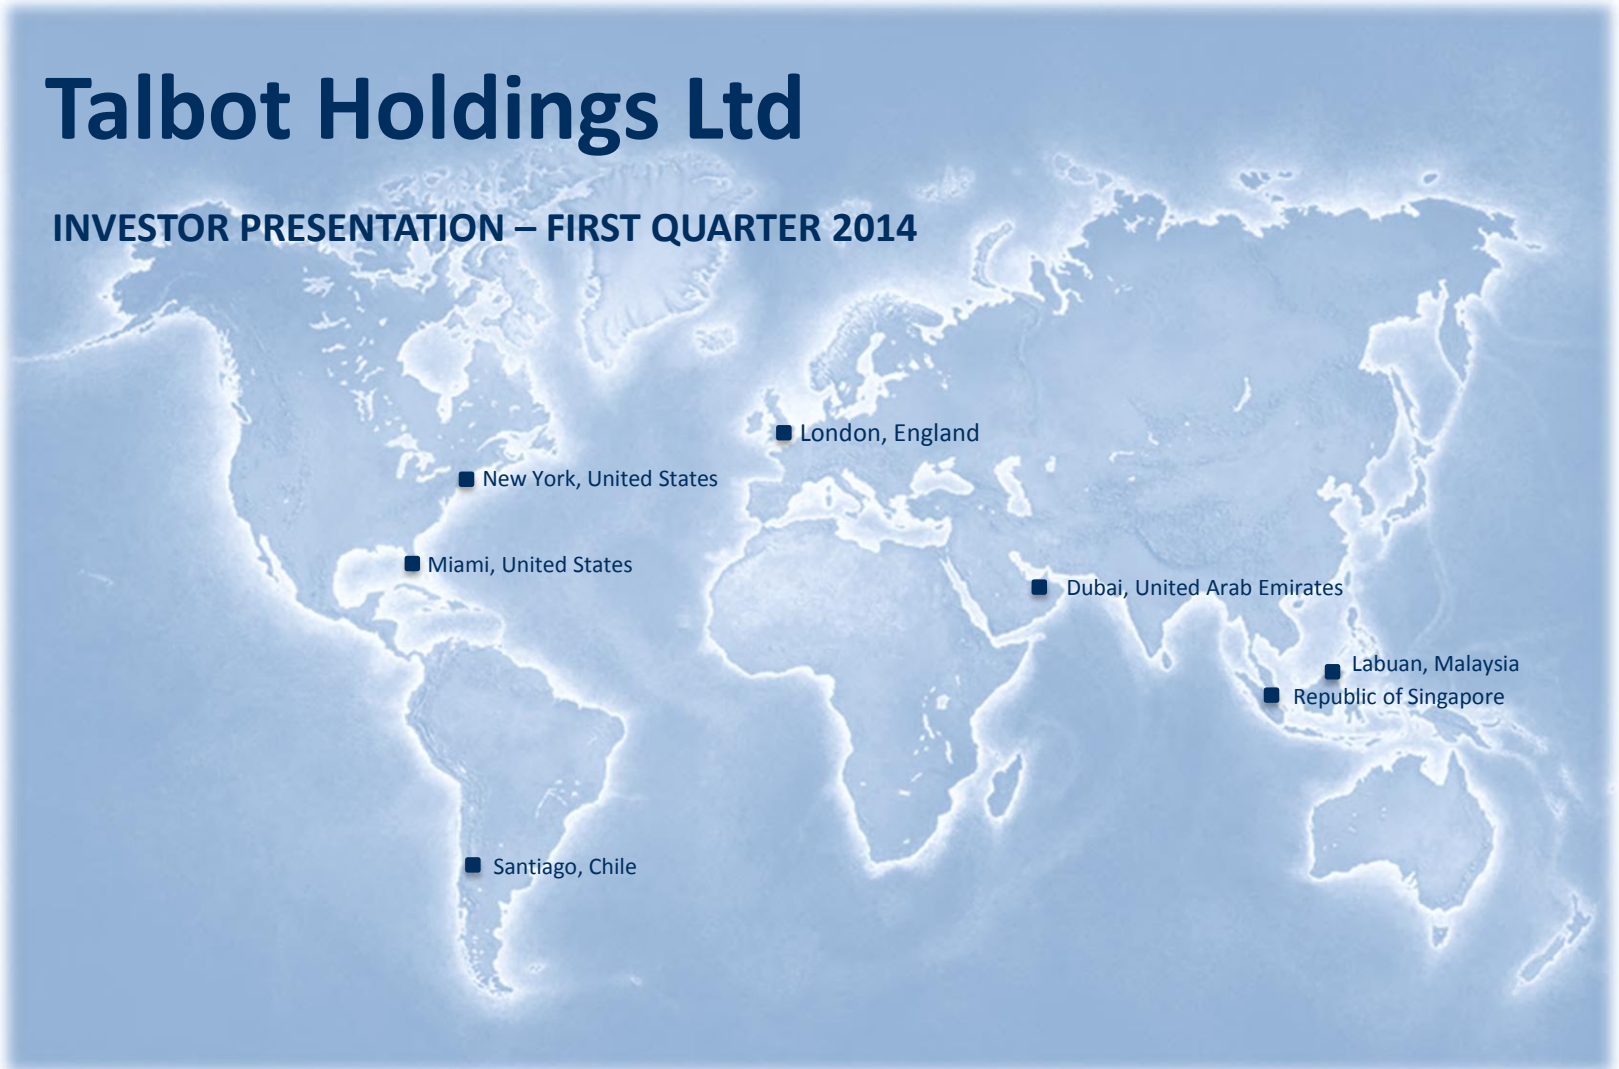 Talbot Holdings Ltd
INVESTOR PRESENTATION – FIRST QUARTER 2014
London, England
New York, United States
Miami, United States
Dubai, United Arab Emirates
Labuan, Malaysia
Republic of Singapore
Santiago, Chile